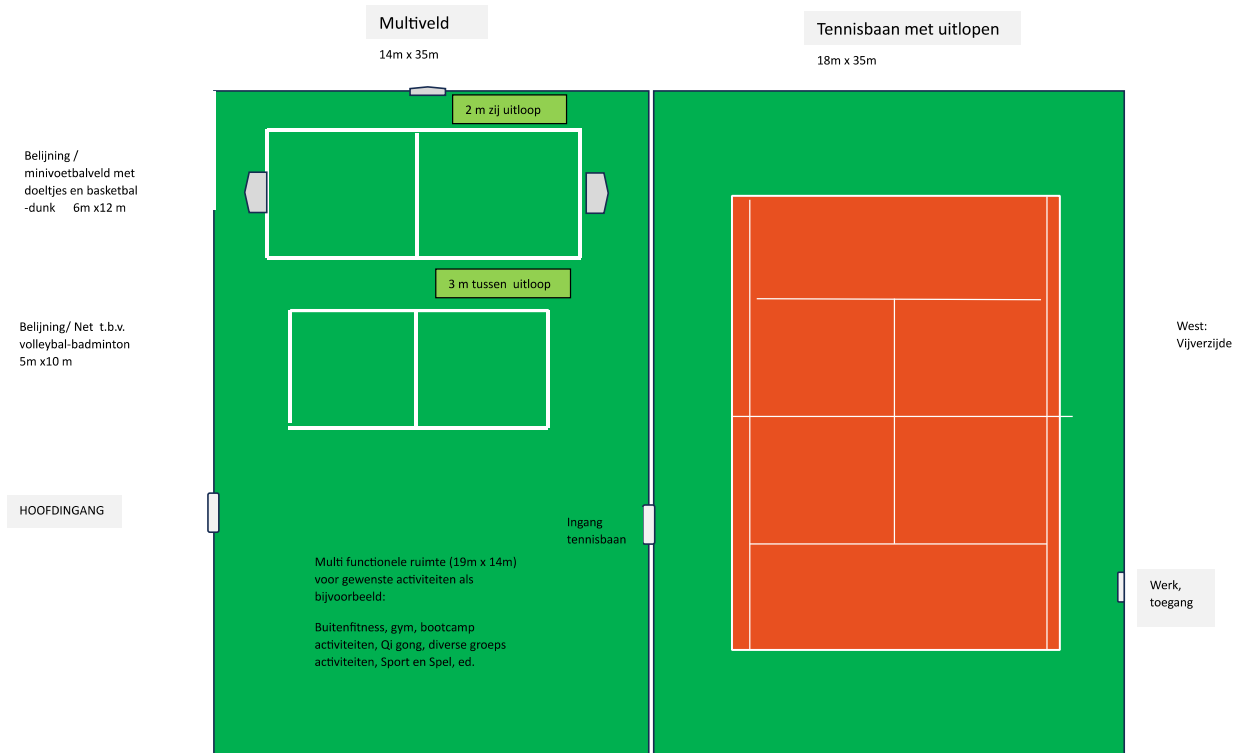 Multiveld
14m x 35m
Tennisbaan met uitlopen
18m x 35m
2 m zij uitloop
Belijning /
minivoetbalveld met
doeltjes en basketbal
-dunk 6m x12 m
3 m tussen uitloop
Belijning/ Net t.b.v.
volleybal-badminton
5m x10 m
West:
Vijverzijde
HOOFDINGANG
Ingang
tennisbaan
Multi functionele ruimte (19m x 14m)
voor gewenste activiteiten als
bijvoorbeeld:
Buitenfitness, gym, bootcamp
activiteiten, Qi gong, diverse groeps
activiteiten, Sport en Spel, ed.
Werk,
toegang